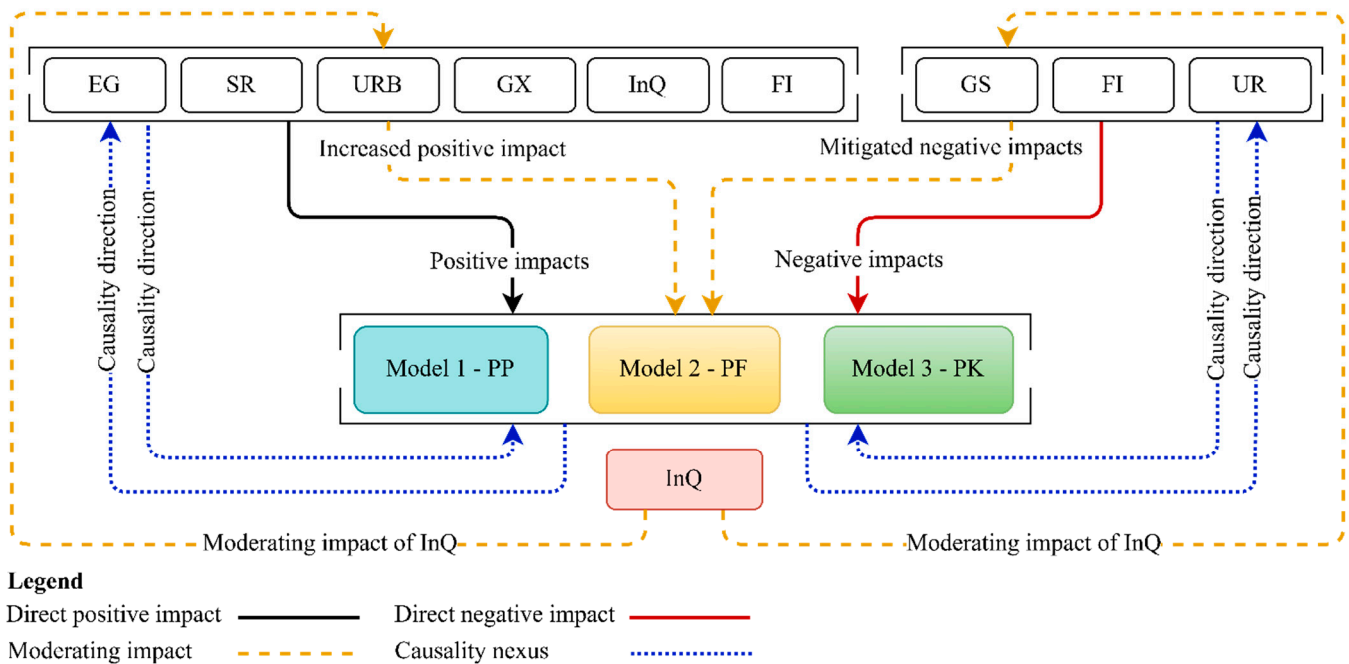 EG SR URB GX InQ FI GS FI UR
Increased positive impact
Mitigated negative impacts
Causality direction
Causality direction
Causality direction
Causality direction
Positive impacts
Negative impacts
Model 1 - PP
Model 2 - PF
Model 3 - PK
InQ
Moderating impact of InQ
Moderating impact of InQ
Legend
Direct positive impact
Direct negative impact
Moderating impact
Causality nexus